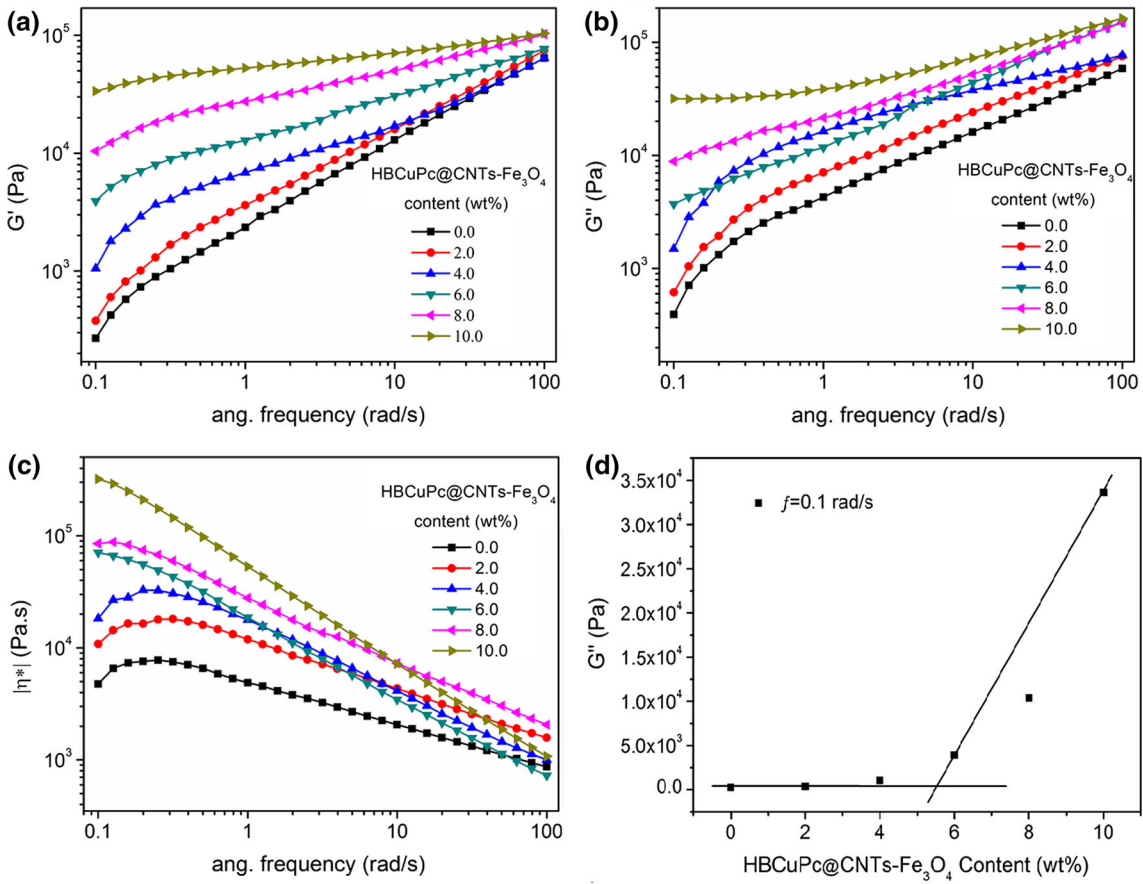 (a)
10^5
10^4
10^3
G' (Pa)
HBCuPc@CNTs-Fe3O4
content (wt%)
0.0
2.0
4.0
6.0
8.0
10.0
0.1 1 10 100
ang. frequency (rad/s)
(b)
10^5
10^4
10^3
G'' (Pa)
HBCuPc@CNTs-Fe3O4
content (wt%)
0.0
2.0
4.0
6.0
8.0
10.0
0.1 1 10 100
ang. frequency (rad/s)
(c)
10^5
10^4
10^3
|η*| (Pa.s)
HBCuPc@CNTs-Fe3O4
content (wt%)
0.0
2.0
4.0
6.0
8.0
10.0
0.1 1 10 100
ang. frequency (rad/s)
(d)
3.5x10^4
3.0x10^4
2.5x10^4
2.0x10^4
1.5x10^4
1.0x10^4
5.0x10^3
0.0
G'' (Pa)
f=0.1 rad/s
0 2 4 6 8 10
HBCuPc@CNTs-Fe3O4 Content (wt%)